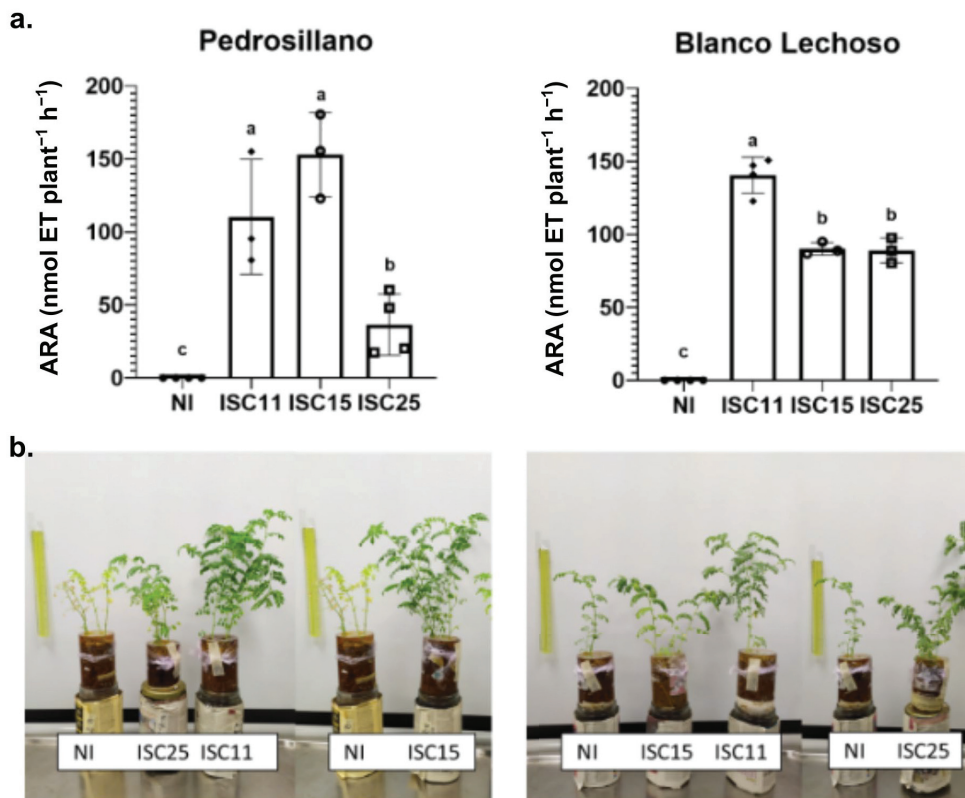 a.
Pedrosillano
ARA (nmol ET plant⁻¹ h⁻¹)
200
150
100
50
0
c
a
a
b
NI ISC11 ISC15 ISC25
Blanco Lechoso
ARA (nmol ET plant⁻¹ h⁻¹)
200
150
100
50
0
c
a
b
b
NI ISC11 ISC15 ISC25
b.
NI ISC25 ISC11
NI ISC15
NI ISC15 ISC11
NI ISC25